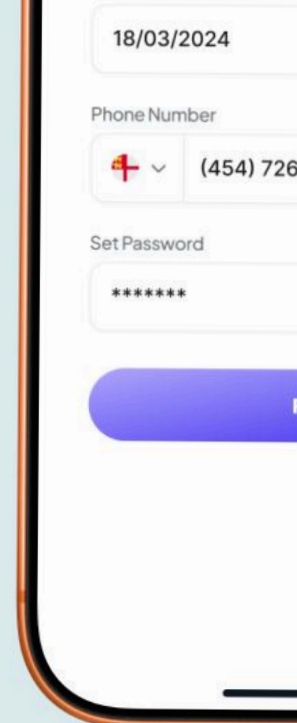 18/03/2024
Phone Number
(454) 726
Set Password
*******